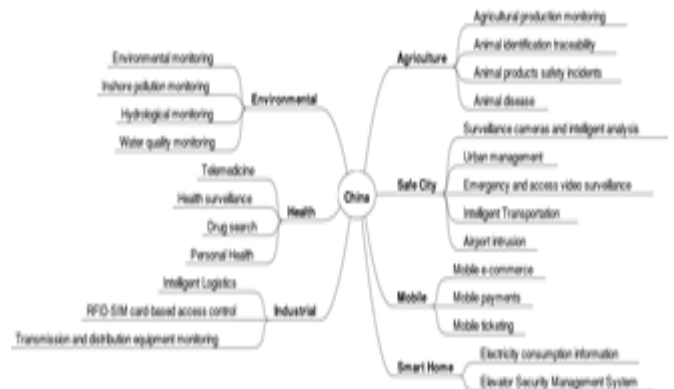 China
Environmental
Environmental monitoring
Inshore pollution monitoring
Hydrological monitoring
Water quality monitoring
Health
Telemedicine
Health surveillance
Drug search
Personal Health
Industrial
Intelligent Logistics
RFID-SIM card-based access control
Transmission and distribution equipment monitoring
Agriculture
Agricultural production monitoring
Animal identification traceability
Animal products safety incidents
Animal disease
Safe City
Surveillance cameras and intelligent analysis
Urban management
Emergency and access video surveillance
Intelligent Transportation
Airport intrusion
Mobile
Mobile e-commerce
Mobile payments
Mobile ticketing
Smart Home
Electricity consumption information
Elevator Security Management System